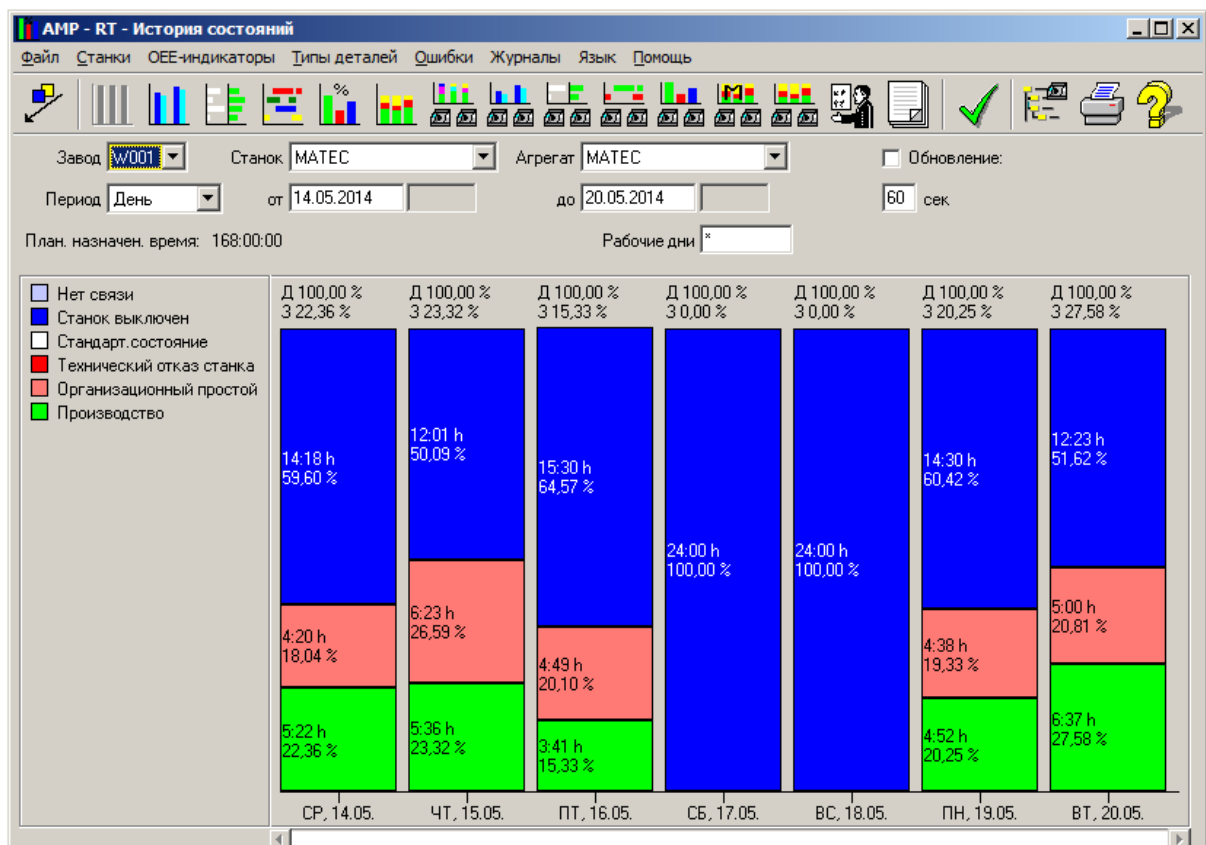 AMP - RT - История состояний
Файл Станки OEE-индикаторы Типы деталей Ошибки Журналы Язык Помощь
%
Завод W001 Станок MATEC Агрегат MATEC Обновление:
Период День от 14.05.2014 до 20.05.2014 60 сек
План. назначен. время: 168:00:00 Рабочие дни *
Нет связи
Станок выключен
Стандарт.состояние
Технический отказ станка
Организационный простой
Производство
Д 100,00 % Д 100,00 % Д 100,00 % Д 100,00 % Д 100,00 % Д 100,00 % Д 100,00 %
З 22,36 % З 23,32 % З 15,33 % З 0,00 % З 0,00 % З 20,25 % З 27,58 %
14:18 h
59,60 %
4:20 h
18,04 %
5:22 h
22,36 %
12:01 h
50,09 %
6:23 h
26,59 %
5:36 h
23,32 %
15:30 h
64,57 %
4:49 h
20,10 %
3:41 h
15,33 %
24:00 h
100,00 %
24:00 h
100,00 %
14:30 h
60,42 %
4:38 h
19,33 %
4:52 h
20,25 %
12:23 h
51,62 %
5:00 h
20,81 %
6:37 h
27,58 %
СР, 14.05. ЧТ, 15.05. ПТ, 16.05. СБ, 17.05. ВС, 18.05. ПН, 19.05. ВТ, 20.05.